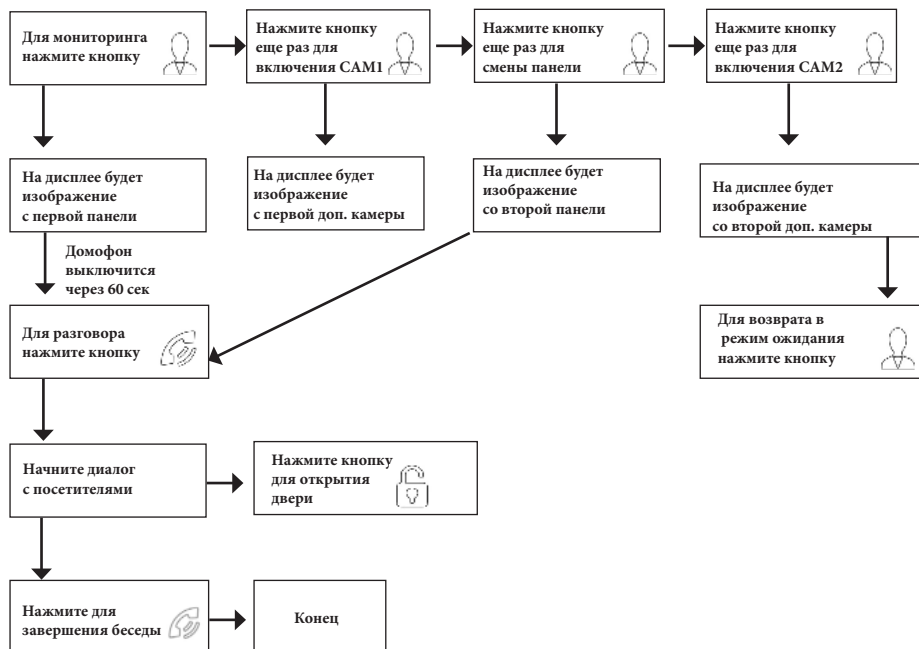 Для мониторинга
нажмите кнопку
Нажмите кнопку
еще раз для
включения CAM1
Нажмите кнопку
еще раз для
смены панели
Нажмите кнопку
еще раз для
включения CAM2
На дисплее будет
изображение
с первой панели
На дисплее будет
изображение
с первой доп. камеры
На дисплее будет
изображение
со второй панели
На дисплее будет
изображение
со второй доп. камеры
Домофон
выключится
через 60 сек
Для разговора
нажмите кнопку
Для возврата в
режим ожидания
нажмите кнопку
Начните диалог
с посетителями
Нажмите кнопку
для открытия
двери
Нажмите для
завершения беседы
Конец